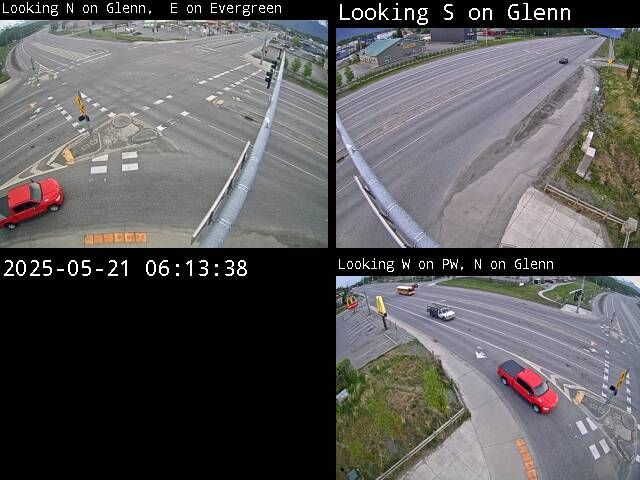 Looking N on Glenn, E on Evergreen
Looking S on Glenn
2025-05-21 06:13:38
Looking W on PW, N on Glenn